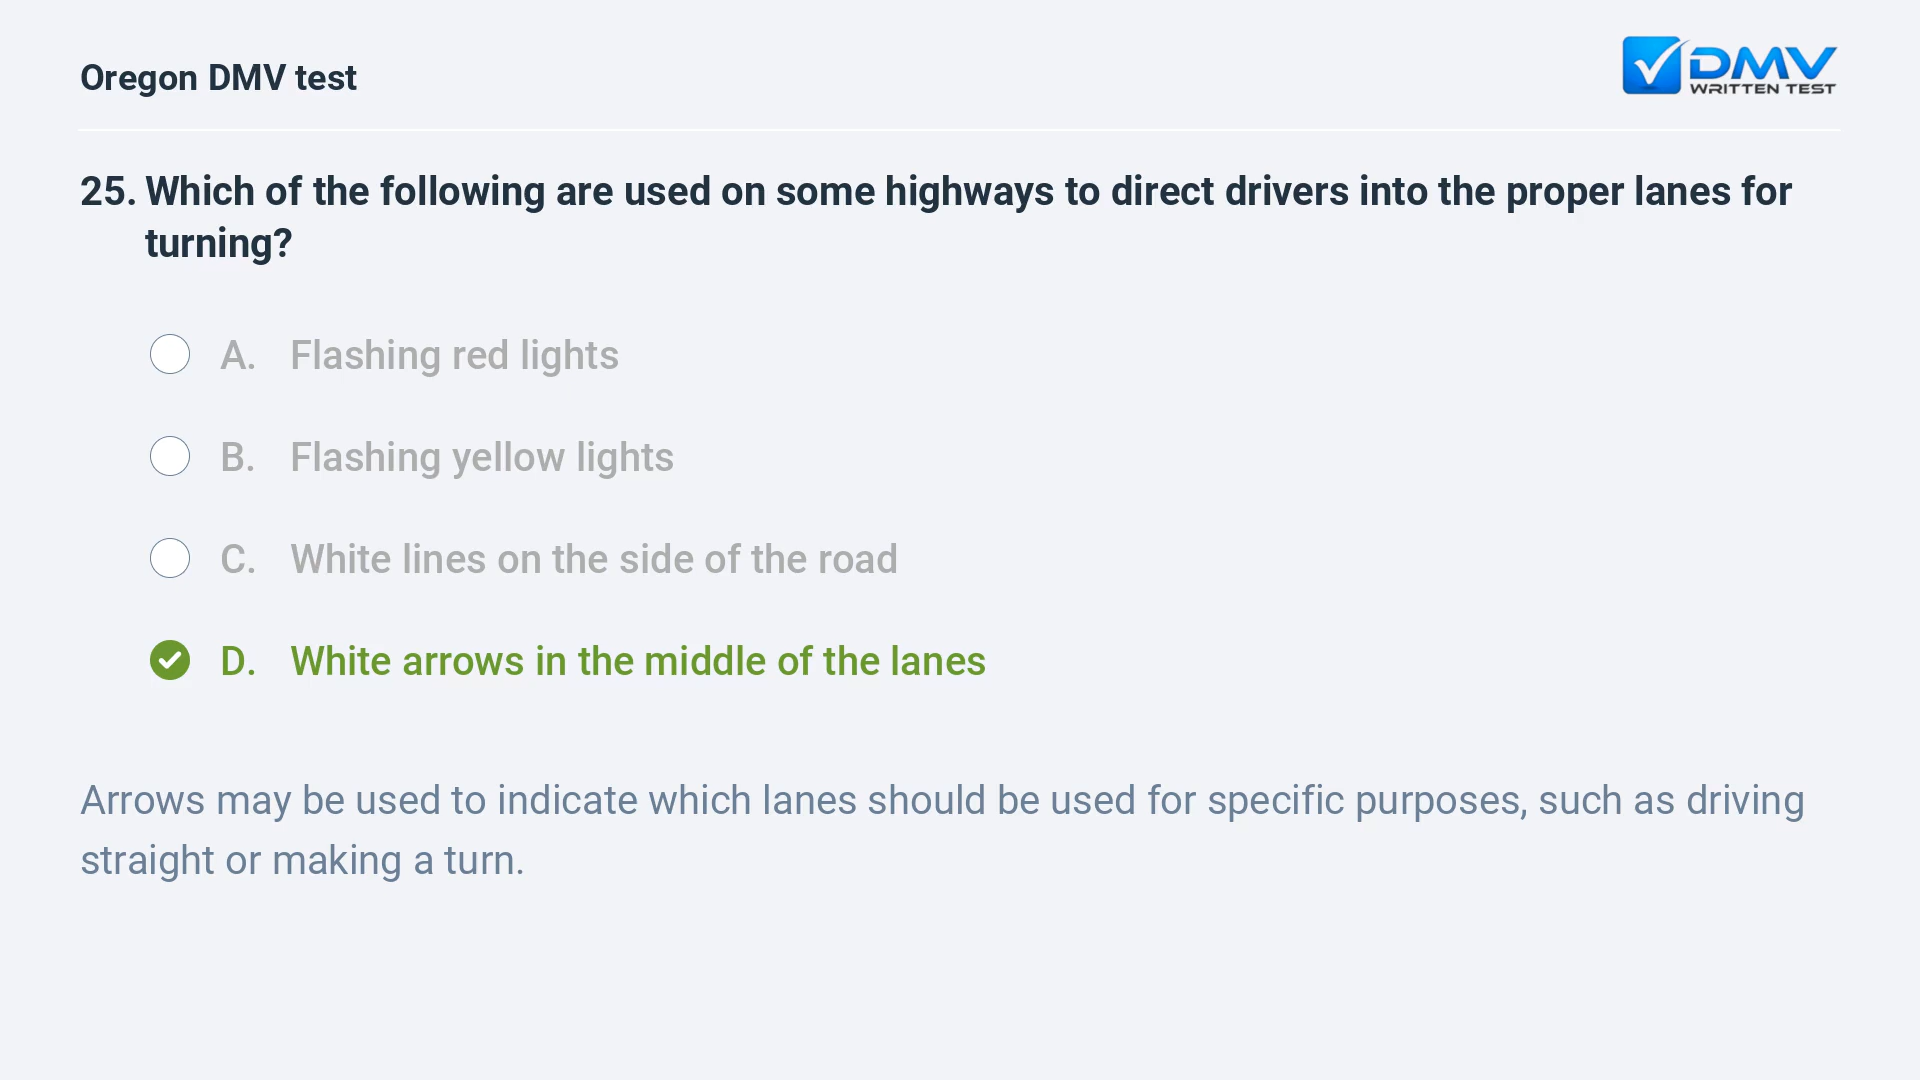 Oregon DMV test
DMV
WRITTEN TEST
25. Which of the following are used on some highways to direct drivers into the proper lanes for
turning?
A. Flashing red lights
B. Flashing yellow lights
C. White lines on the side of the road
D. White arrows in the middle of the lanes
Arrows may be used to indicate which lanes should be used for specific purposes, such as driving
straight or making a turn.